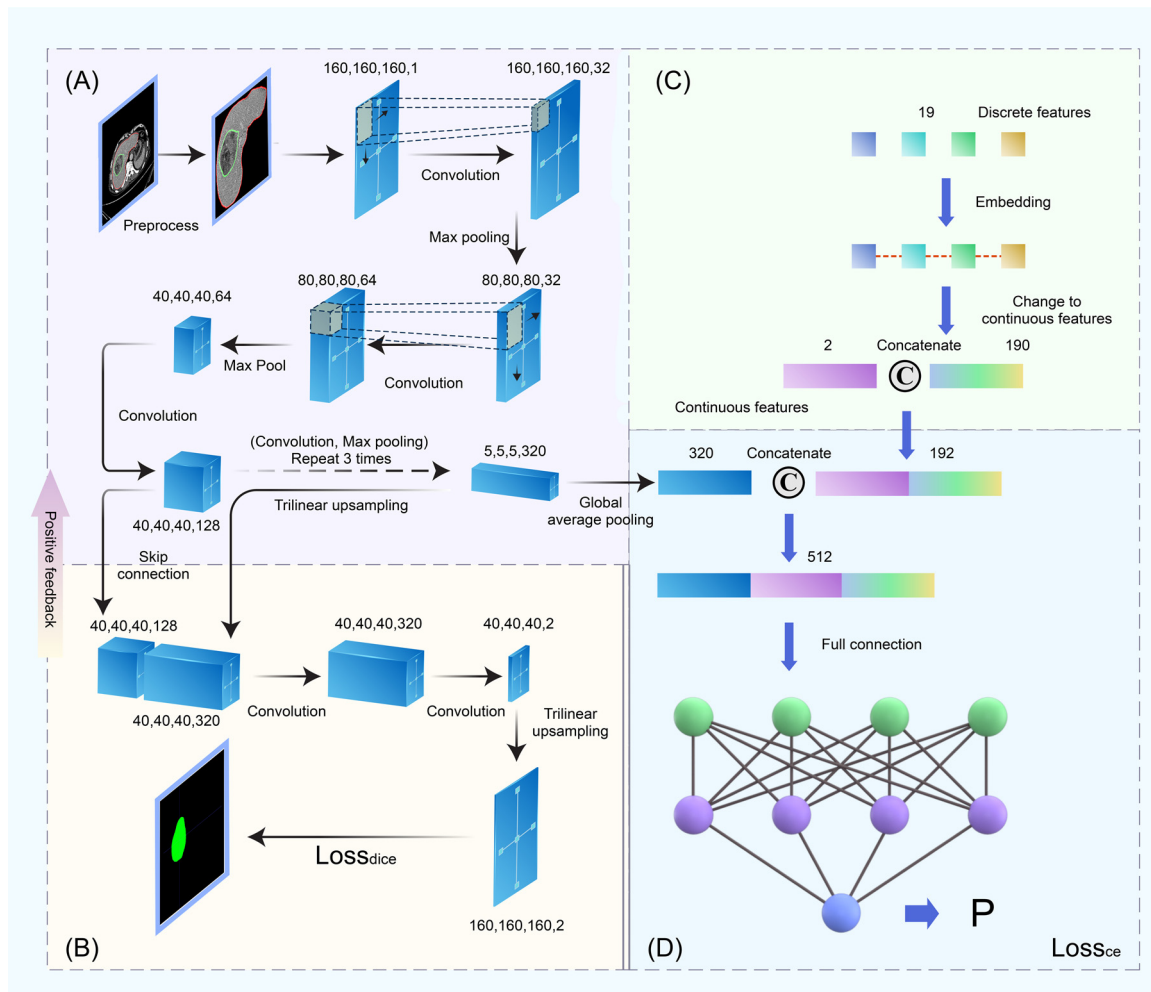 (A)
160,160,160,1
160,160,160,32
Convolution
Preprocess
Max pooling
40,40,40,64
80,80,80,64
80,80,80,32
Max Pool
Convolution
Convolution
(Convolution, Max pooling)
Repeat 3 times
5,5,5,320
Trilinear upsampling
Global
average pooling
40,40,40,128
Skip
connection
Positive feedback
40,40,40,128
40,40,40,320
40,40,40,2
40,40,40,320
Convolution
Convolution
Trilinear
upsampling
Lossdice
160,160,160,2
(B)
(C)
19
Discrete features
Embedding
Change to
continuous features
2
Concatenate
190
C
Continuous features
320
Concatenate
192
C
512
Full connection
P
(D)
Lossce